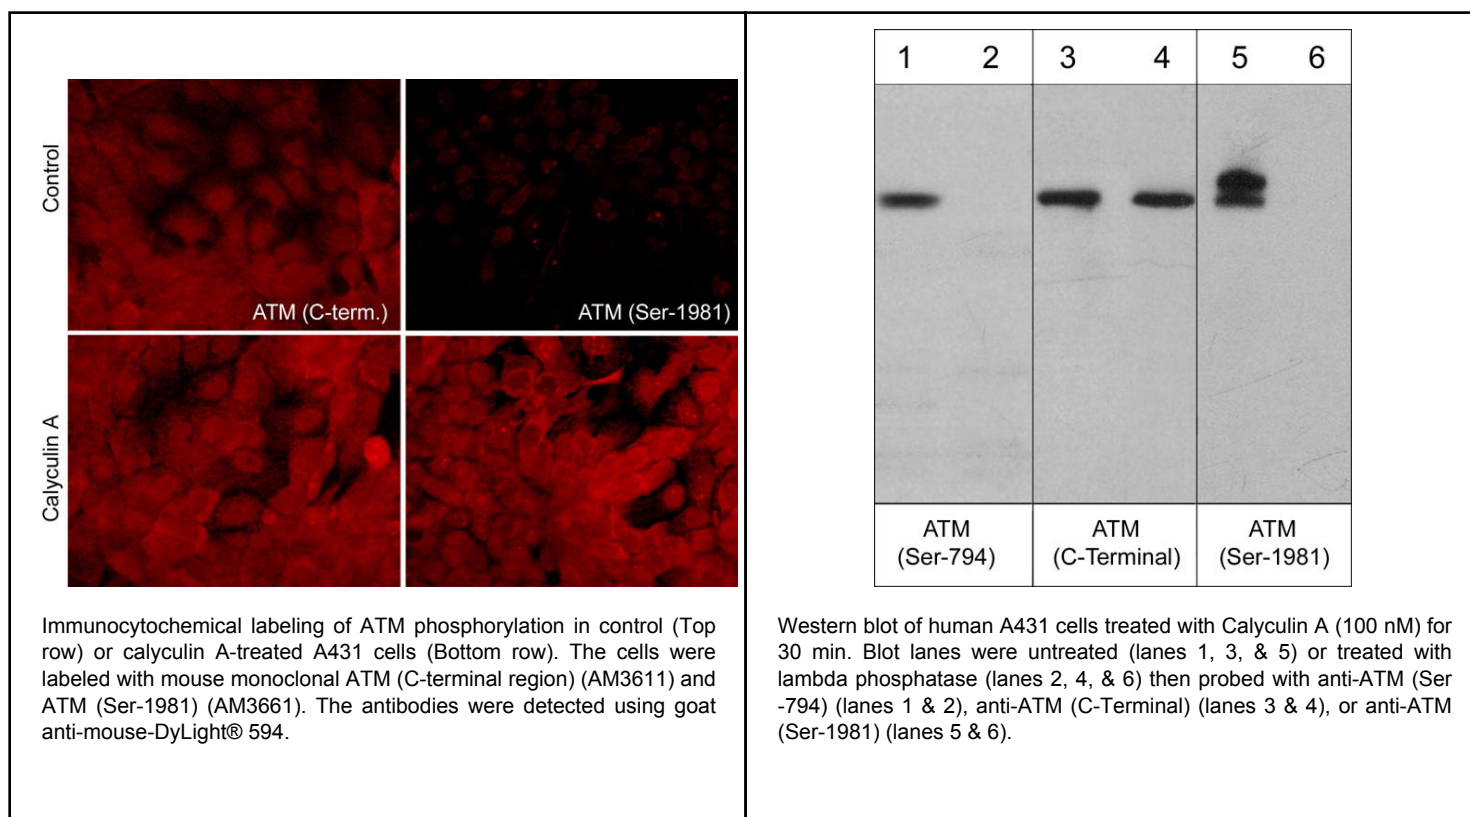 Control
ATM (C-term.)
ATM (Ser-1981)
Calyculin A
Immunocytochemical labeling of ATM phosphorylation in control (Top
row) or calyculin A-treated A431 cells (Bottom row). The cells were
labeled with mouse monoclonal ATM (C-terminal region) (AM3611) and
ATM (Ser-1981) (AM3661). The antibodies were detected using goat
anti-mouse-DyLight® 594.
1 2 3 4 5 6
ATM ATM ATM
(Ser-794) (C-Terminal) (Ser-1981)
Western blot of human A431 cells treated with Calyculin A (100 nM) for
30 min. Blot lanes were untreated (lanes 1, 3, & 5) or treated with
lambda phosphatase (lanes 2, 4, & 6) then probed with anti-ATM (Ser
-794) (lanes 1 & 2), anti-ATM (C-Terminal) (lanes 3 & 4), or anti-ATM
(Ser-1981) (lanes 5 & 6).